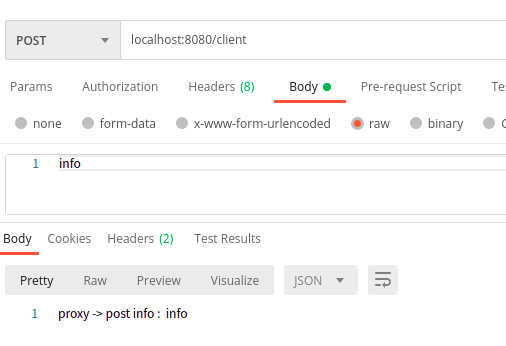 POST localhost:8080/client
Params Authorization Headers (8) Body Pre-request Script
none form-data x-www-form-urlencoded raw binary
1 info
Body Cookies Headers (2) Test Results
Pretty Raw Preview Visualize JSON
1 proxy -> post info : info